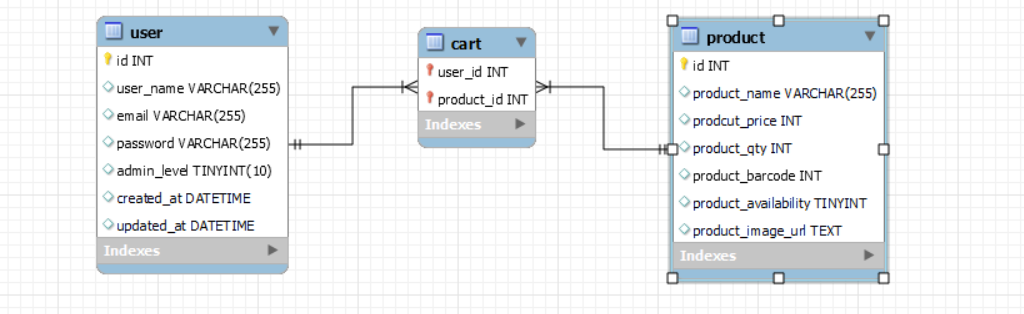 user
id INT
user_name VARCHAR(255)
email VARCHAR(255)
password VARCHAR(255)
admin_level TINYINT(10)
created_at DATETIME
updated_at DATETIME
Indexes
cart
user_id INT
product_id INT
Indexes
product
id INT
product_name VARCHAR(255)
prodcut_price INT
product_qty INT
product_barcode INT
product_availability TINYINT
product_image_url TEXT
Indexes